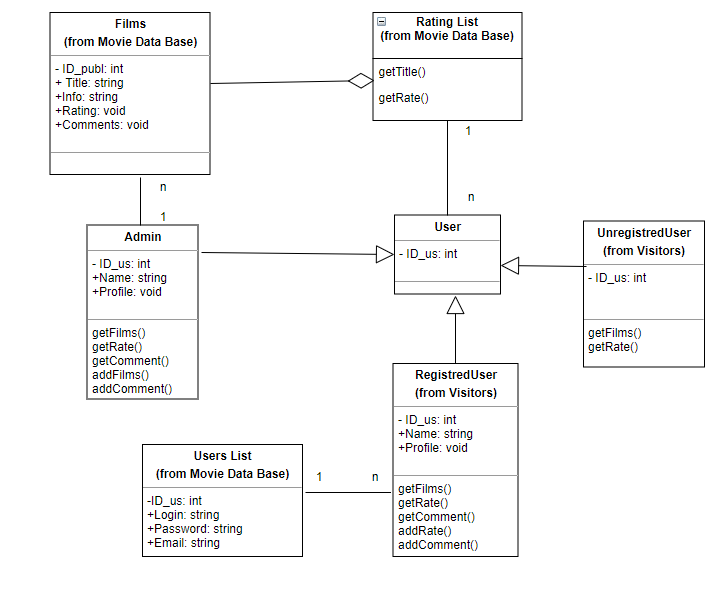 Films
(from Movie Data Base)
- ID_publ: int
+ Title: string
+Info: string
+Rating: void
+Comments: void
Rating List
(from Movie Data Base)
getTitle()
getRate()
1
n
n
1
Admin
- ID_us: int
+Name: string
+Profile: void
getFilms()
getRate()
getComment()
addFilms()
addComment()
User
- ID_us: int
UnregistredUser
(from Visitors)
- ID_us: int
getFilms()
getRate()
RegistredUser
(from Visitors)
- ID_us: int
+Name: string
+Profile: void
getFilms()
getRate()
getComment()
addRate()
addComment()
Users List
(from Movie Data Base)
-ID_us: int
+Login: string
+Password: string
+Email: string
1
n